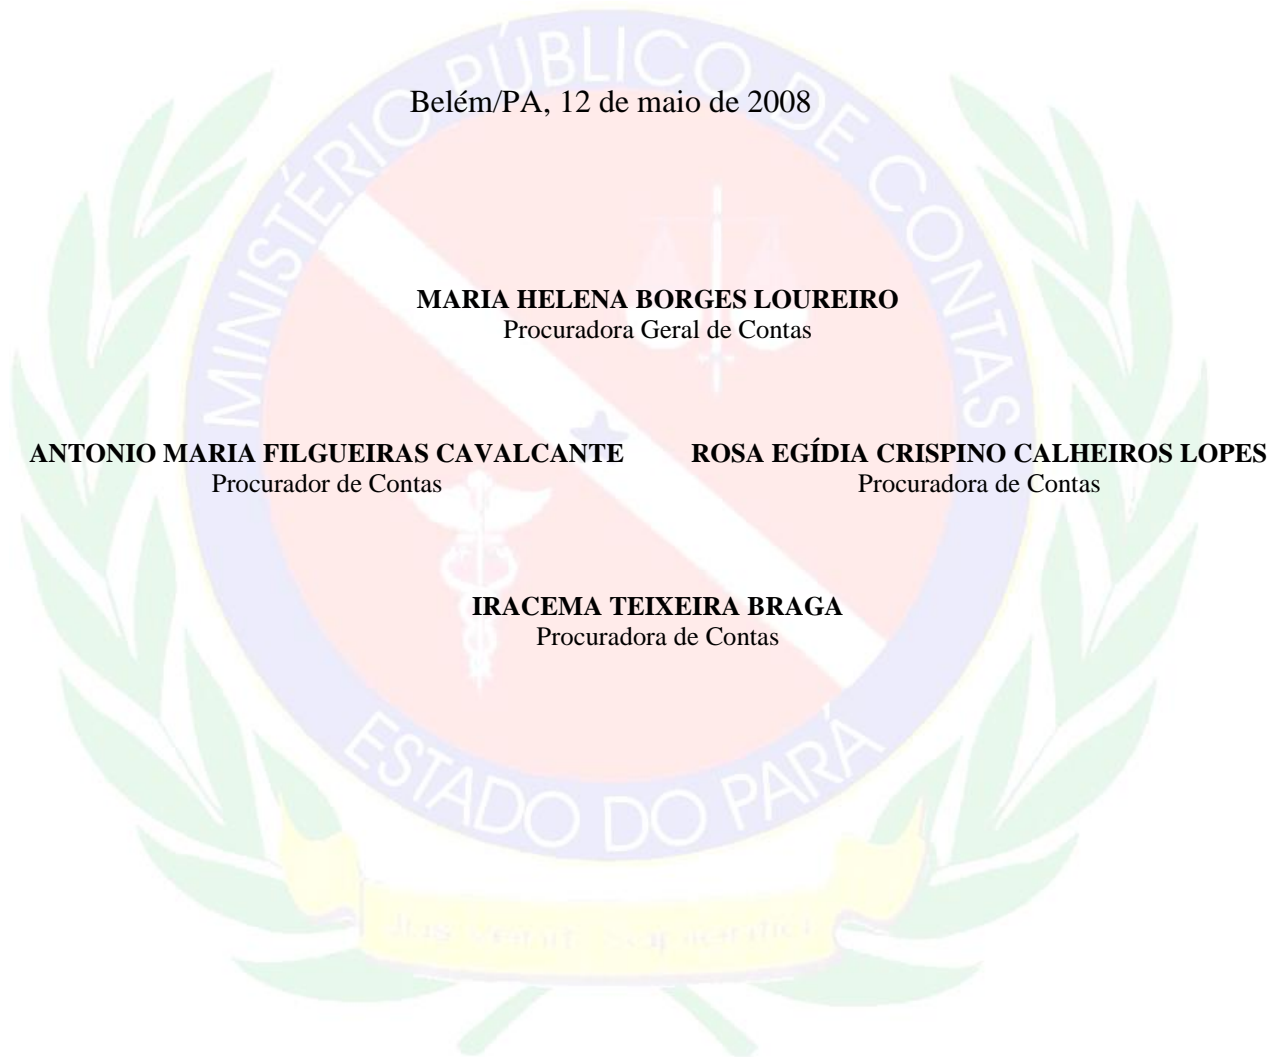 MINISTÉRIO PÚBLICO DE CONTAS
Belém/PA, 12 de maio de 2008
MARIA HELENA BORGES LOUREIRO
Procuradora Geral de Contas
ANTONIO MARIA FILGUEIRAS CAVALCANTE
Procurador de Contas
ROSA EGÍDIA CRISPINO CALHEIROS LOPES
Procuradora de Contas
IRACEMA TEIXEIRA BRAGA
Procuradora de Contas
ESTADO DO PARÁ